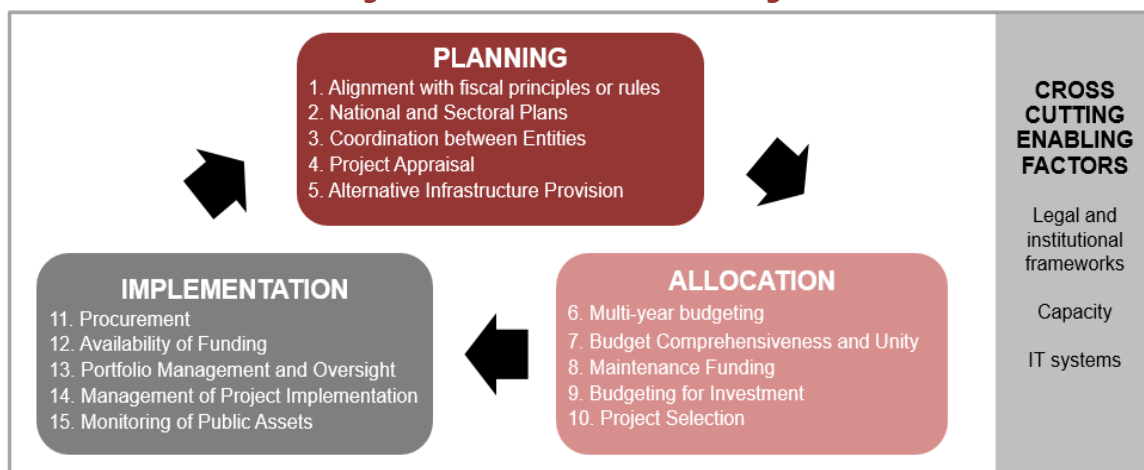 PLANNING
1. Alignment with fiscal principles or rules
2. National and Sectoral Plans
3. Coordination between Entities
4. Project Appraisal
5. Alternative Infrastructure Provision
IMPLEMENTATION
11. Procurement
12. Availability of Funding
13. Portfolio Management and Oversight
14. Management of Project Implementation
15. Monitoring of Public Assets
ALLOCATION
6. Multi-year budgeting
7. Budget Comprehensiveness and Unity
8. Maintenance Funding
9. Budgeting for Investment
10. Project Selection
CROSS
CUTTING
ENABLING
FACTORS
Legal and
institutional
frameworks
Capacity
IT systems